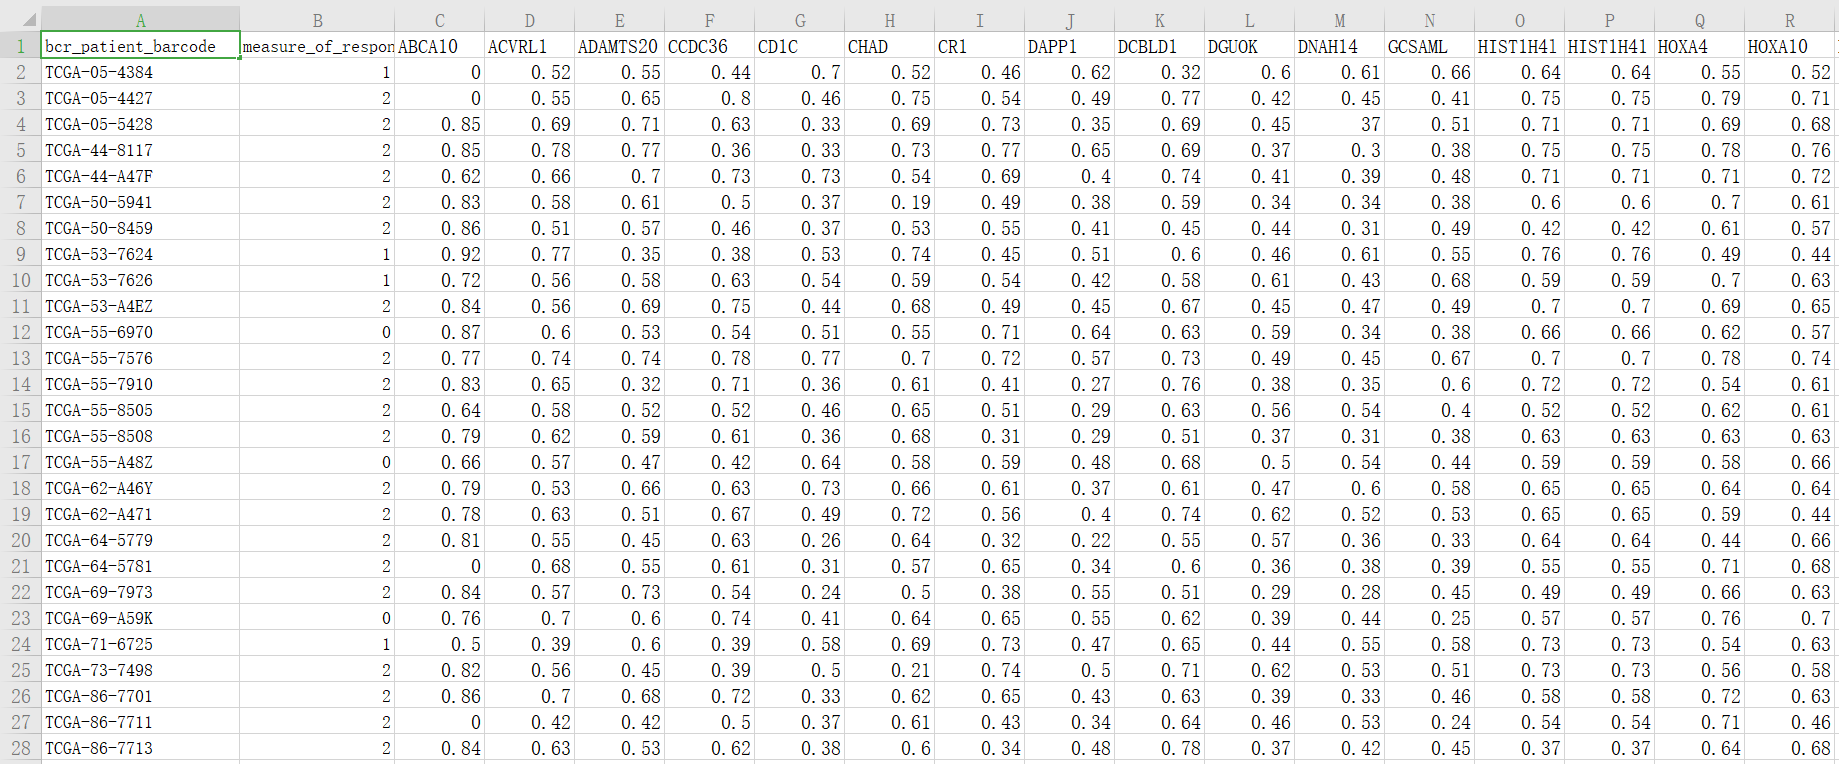 A B C D E F G H I J K L M N O P Q R
1 bcr_patient_barcode measure_of_respon ABCA10 ACVRL1 ADAMTS20 CCDC36 CD1C CHAD CR1 DAPP1 DCBLD1 DGUOK DNAH14 GCSAML HIST1H41 HIST1H41 HOXA4 HOXA10
2 TCGA-05-4384 1 0 0.52 0.55 0.44 0.7 0.52 0.46 0.62 0.32 0.6 0.61 0.66 0.64 0.64 0.55 0.52
3 TCGA-05-4427 2 0 0.55 0.65 0.8 0.46 0.75 0.54 0.49 0.77 0.42 0.45 0.41 0.75 0.75 0.79 0.71
4 TCGA-05-5428 2 0.85 0.69 0.71 0.63 0.33 0.69 0.73 0.35 0.69 0.45 37 0.51 0.71 0.71 0.69 0.68
5 TCGA-44-8117 2 0.85 0.78 0.77 0.36 0.33 0.73 0.77 0.65 0.69 0.37 0.3 0.38 0.75 0.75 0.78 0.76
6 TCGA-44-A47F 2 0.62 0.66 0.7 0.73 0.73 0.54 0.69 0.4 0.74 0.41 0.39 0.48 0.71 0.71 0.71 0.72
7 TCGA-50-5941 2 0.83 0.58 0.61 0.5 0.37 0.19 0.49 0.38 0.59 0.34 0.34 0.38 0.6 0.6 0.7 0.61
8 TCGA-50-8459 2 0.86 0.51 0.57 0.46 0.37 0.53 0.55 0.41 0.45 0.44 0.31 0.49 0.42 0.42 0.61 0.57
9 TCGA-53-7624 1 0.92 0.77 0.35 0.38 0.53 0.74 0.45 0.51 0.6 0.46 0.61 0.55 0.76 0.76 0.49 0.44
10 TCGA-53-7626 1 0.72 0.56 0.58 0.63 0.54 0.59 0.54 0.42 0.58 0.61 0.43 0.68 0.59 0.59 0.7 0.63
11 TCGA-53-A4EZ 2 0.84 0.56 0.69 0.75 0.44 0.68 0.49 0.45 0.67 0.45 0.47 0.49 0.7 0.7 0.69 0.65
12 TCGA-55-6970 0 0.87 0.6 0.53 0.54 0.51 0.55 0.71 0.64 0.63 0.59 0.34 0.38 0.66 0.66 0.62 0.57
13 TCGA-55-7576 2 0.77 0.74 0.74 0.78 0.77 0.7 0.72 0.57 0.73 0.49 0.45 0.67 0.7 0.7 0.78 0.74
14 TCGA-55-7910 2 0.83 0.65 0.32 0.71 0.36 0.61 0.41 0.27 0.76 0.38 0.35 0.6 0.72 0.72 0.54 0.61
15 TCGA-55-8505 2 0.64 0.58 0.52 0.52 0.46 0.65 0.51 0.29 0.63 0.56 0.54 0.4 0.52 0.52 0.62 0.61
16 TCGA-55-8508 2 0.79 0.62 0.59 0.61 0.36 0.68 0.31 0.29 0.51 0.37 0.31 0.38 0.63 0.63 0.63 0.63
17 TCGA-55-A48Z 0 0.66 0.57 0.47 0.42 0.64 0.58 0.59 0.48 0.68 0.5 0.54 0.44 0.59 0.59 0.58 0.66
18 TCGA-62-A46Y 2 0.79 0.53 0.66 0.63 0.73 0.66 0.61 0.37 0.61 0.47 0.6 0.58 0.65 0.65 0.64 0.64
19 TCGA-62-A471 2 0.78 0.63 0.51 0.67 0.49 0.72 0.56 0.4 0.74 0.62 0.52 0.53 0.65 0.65 0.59 0.44
20 TCGA-64-5779 2 0.81 0.55 0.45 0.63 0.26 0.64 0.32 0.22 0.55 0.57 0.36 0.33 0.64 0.64 0.44 0.66
21 TCGA-64-5781 2 0 0.68 0.55 0.61 0.31 0.57 0.65 0.34 0.6 0.36 0.38 0.39 0.55 0.55 0.71 0.68
22 TCGA-69-7973 2 0.84 0.57 0.73 0.54 0.24 0.5 0.38 0.55 0.51 0.29 0.28 0.45 0.49 0.49 0.66 0.63
23 TCGA-69-A59K 0 0.76 0.7 0.6 0.74 0.41 0.64 0.65 0.55 0.62 0.39 0.44 0.25 0.57 0.57 0.76 0.7
24 TCGA-71-6725 1 0.5 0.39 0.6 0.39 0.58 0.69 0.73 0.47 0.65 0.44 0.55 0.58 0.73 0.73 0.54 0.63
25 TCGA-73-7498 2 0.82 0.56 0.45 0.39 0.5 0.21 0.74 0.5 0.71 0.62 0.53 0.51 0.73 0.73 0.56 0.58
26 TCGA-86-7701 2 0.86 0.7 0.68 0.72 0.33 0.62 0.65 0.43 0.63 0.39 0.33 0.46 0.58 0.58 0.72 0.63
27 TCGA-86-7711 2 0 0.42 0.42 0.5 0.37 0.61 0.43 0.34 0.64 0.46 0.53 0.24 0.54 0.54 0.71 0.46
28 TCGA-86-7713 2 0.84 0.63 0.53 0.62 0.38 0.6 0.34 0.48 0.78 0.37 0.42 0.45 0.37 0.37 0.64 0.68